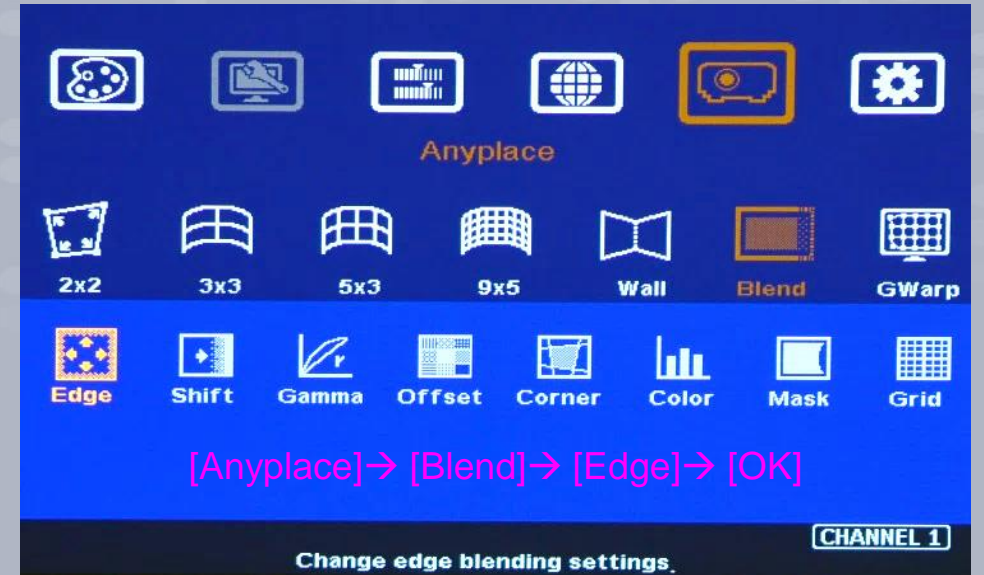 Anyplace
2x2 3x3 5x3 9x5 Wall Blend GWarp
Edge Shift Gamma Offset Corner Color Mask Grid
[Anyplace]→ [Blend]→ [Edge]→ [OK]
CHANNEL 1
Change edge blending settings.